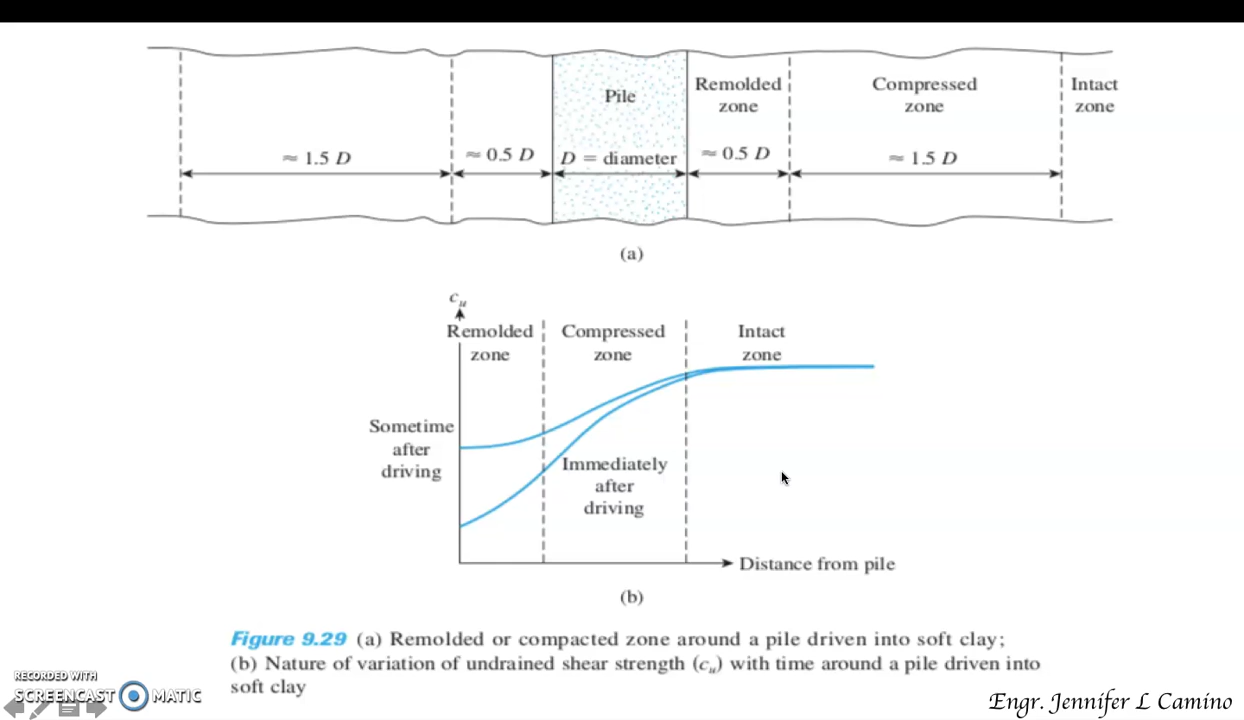 Pile
Remolded
zone
Compressed
zone
Intact
zone
≈ 1.5 D
≈ 0.5 D
D = diameter
≈ 0.5 D
≈ 1.5 D
(a)
cu
Remolded
zone
Compressed
zone
Intact
zone
Sometime
after
driving
Immediately
after
driving
Distance from pile
(b)
Figure 9.29 (a) Remolded or compacted zone around a pile driven into soft clay;
(b) Nature of variation of undrained shear strength (cu) with time around a pile driven into
soft clay
RECORDED WITH
SCREENCAST MATIC
Engr. Jennifer L Camino